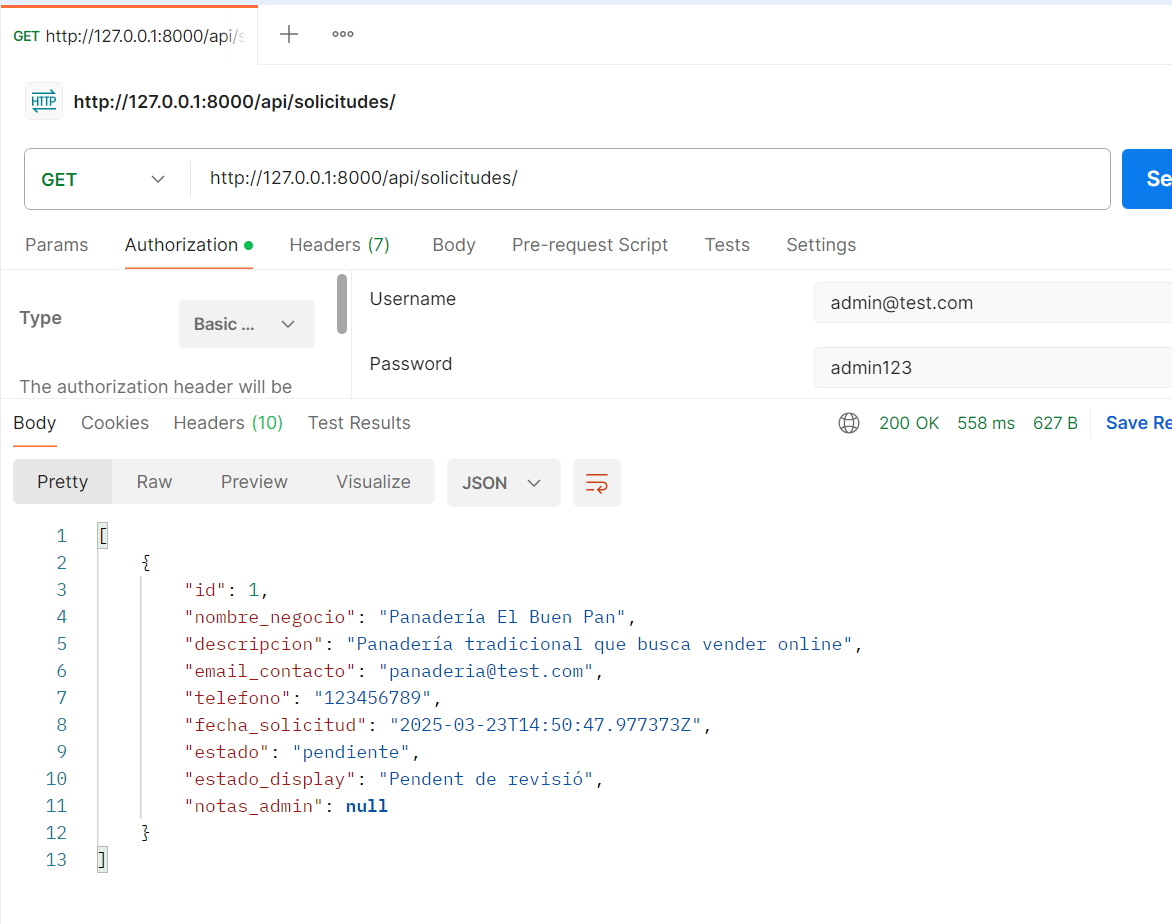 GET http://127.0.0.1:8000/api/s
HTTP http://127.0.0.1:8000/api/solicitudes/
GET http://127.0.0.1:8000/api/solicitudes/ Se
Params Authorization Headers (7) Body Pre-request Script Tests Settings
Type Basic ...
Username admin@test.com
Password admin123
The authorization header will be
Body Cookies Headers (10) Test Results 200 OK 558 ms 627 B Save Re
Pretty Raw Preview Visualize JSON
1 [
2 {
3 "id": 1,
4 "nombre_negocio": "Panadería El Buen Pan",
5 "descripcion": "Panadería tradicional que busca vender online",
6 "email_contacto": "panaderia@test.com",
7 "telefono": "123456789",
8 "fecha_solicitud": "2025-03-23T14:50:47.977373Z",
9 "estado": "pendiente",
10 "estado_display": "Pendent de revisió",
11 "notas_admin": null
12 }
13 ]